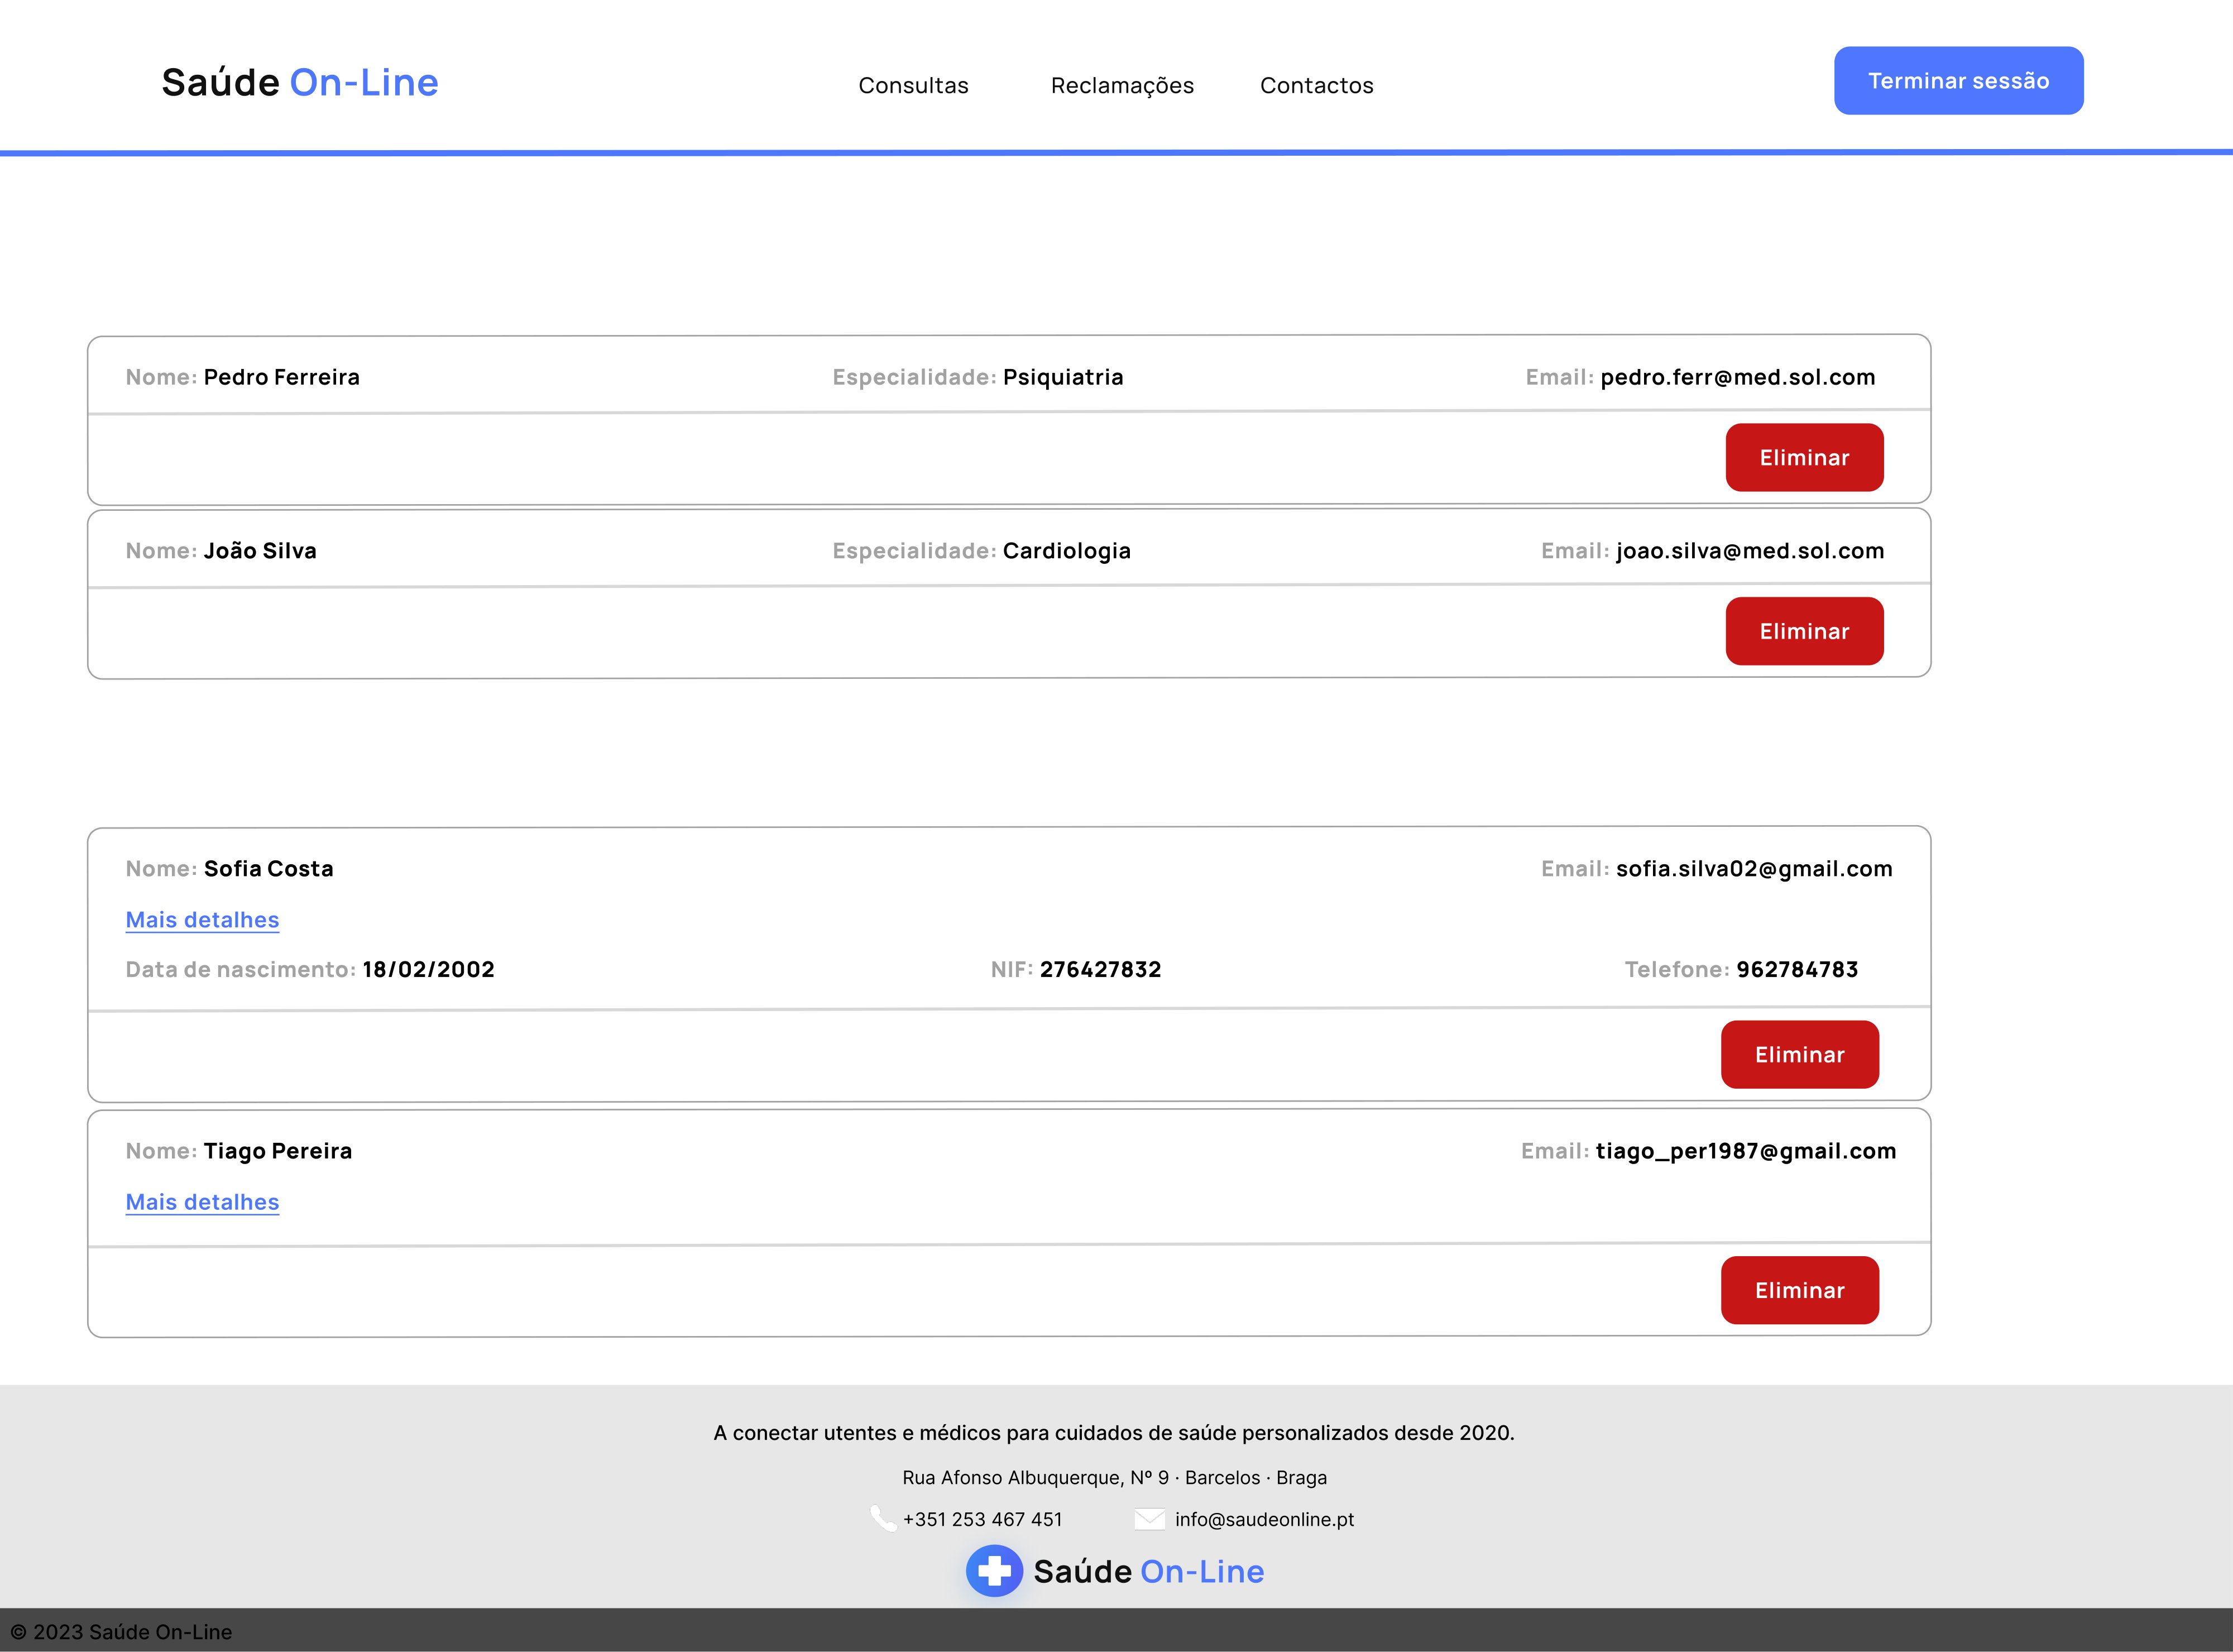 Saúde On-Line
Consultas Reclamações Contactos
Terminar sessão
Nome: Pedro Ferreira Especialidade: Psiquiatria Email: pedro.ferr@med.sol.com
Eliminar
Nome: João Silva Especialidade: Cardiologia Email: joao.silva@med.sol.com
Eliminar
Nome: Sofia Costa Email: sofia.silva02@gmail.com
Mais detalhes
Data de nascimento: 18/02/2002 NIF: 276427832 Telefone: 962784783
Eliminar
Nome: Tiago Pereira Email: tiago_per1987@gmail.com
Mais detalhes
Eliminar
A conectar utentes e médicos para cuidados de saúde personalizados desde 2020.
Rua Afonso Albuquerque, Nº 9 · Barcelos · Braga
+351 253 467 451 info@saudeonline.pt
Saúde On-Line
© 2023 Saúde On-Line